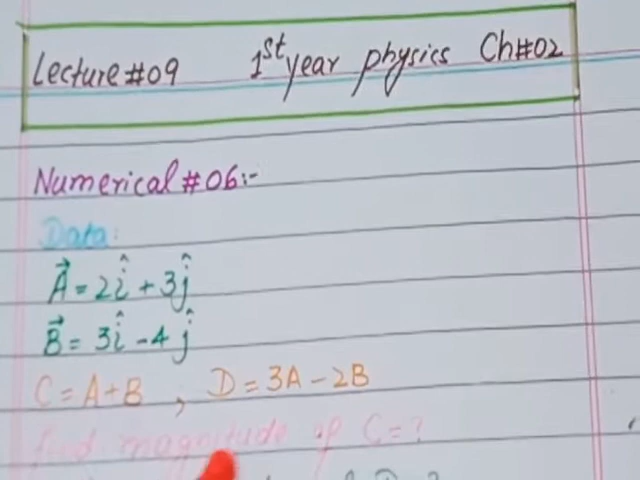 Lecture #09 1st year physics Ch#02
Numerical #06:-
Data:
A⃗ = 2î + 3ĵ
B⃗ = 3î - 4ĵ
C = A+B , D = 3A - 2B
find magnitude of C = ?